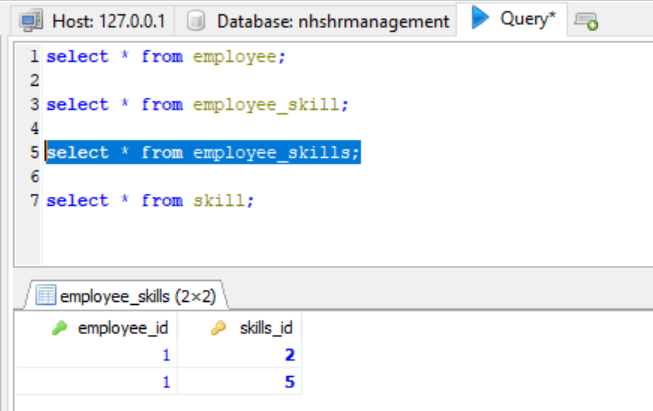 Host: 127.0.0.1 Database: nhshrmanagement Query*
1 select * from employee;
2
3 select * from employee_skill;
4
5 select * from employee_skills;
6
7 select * from skill;
employee_skills (2×2)
employee_id skills_id
1 2
1 5